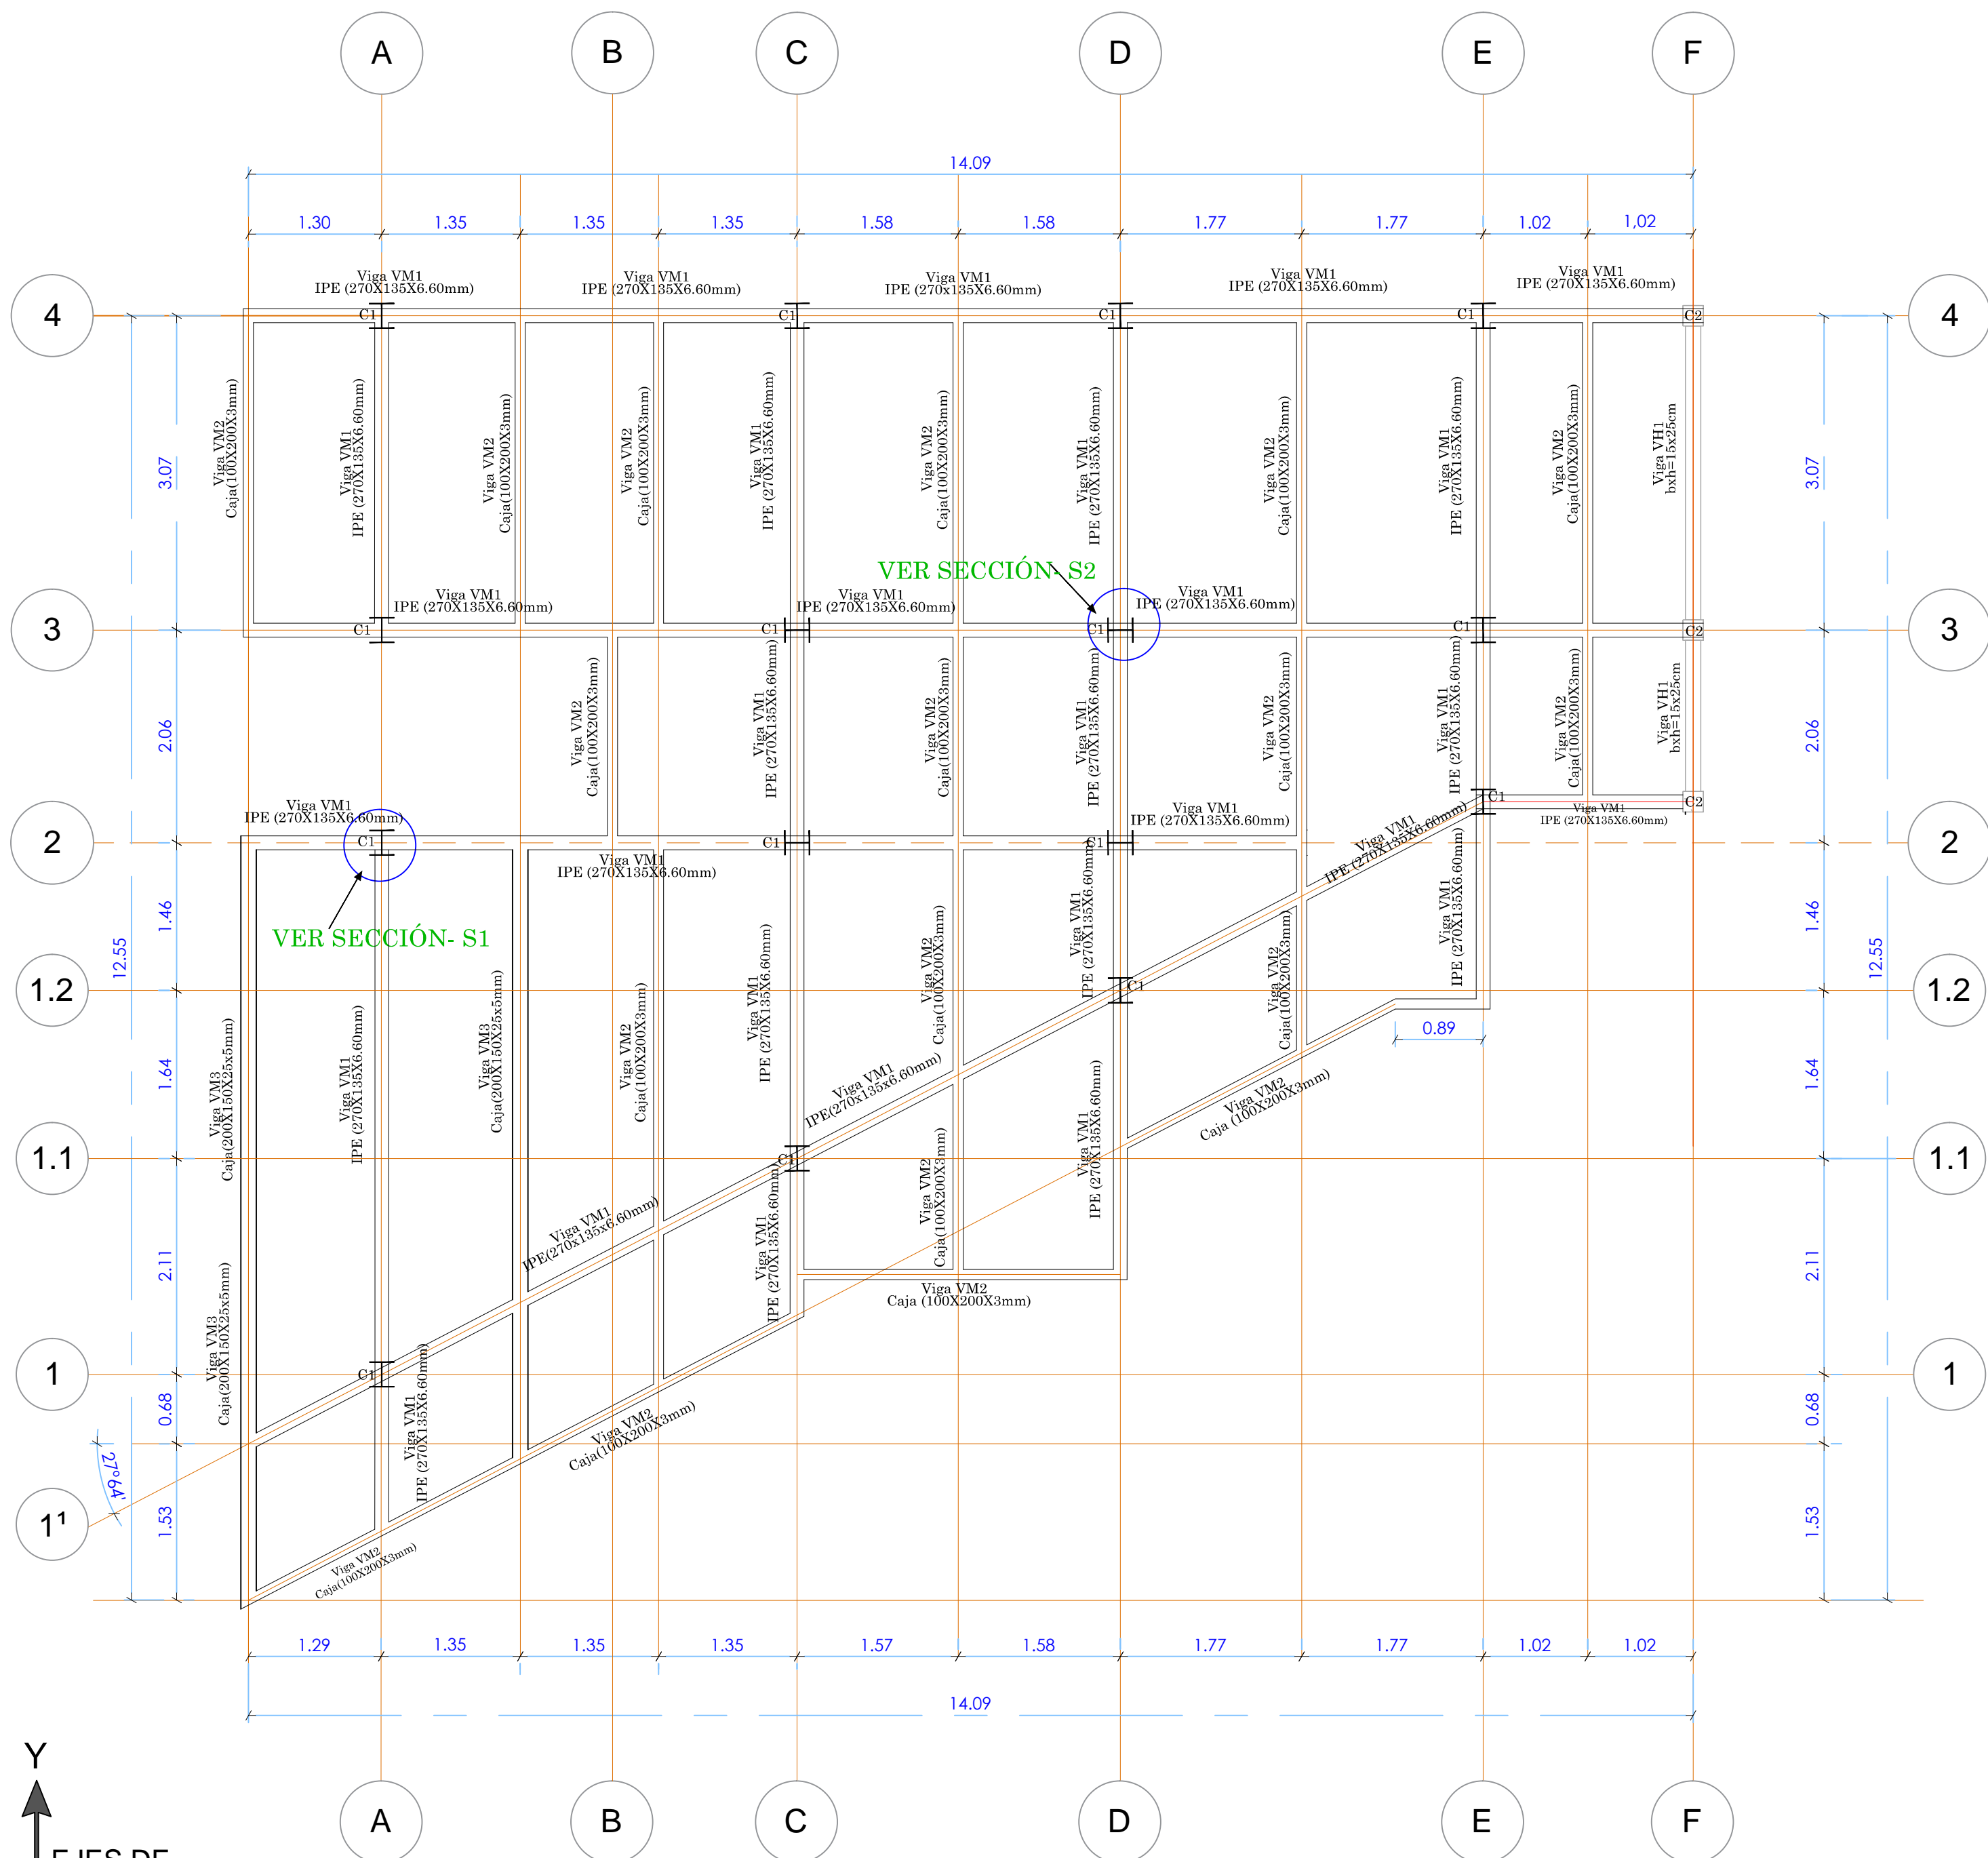 A B C D E F
14.09
1.30 1.35 1.35 1.35 1.58 1.58 1.77 1.77 1.02 1,02
Viga VM1
IPE (270X135X6.60mm)
Viga VM1
IPE (270X135X6.60mm)
Viga VM1
IPE (270x135X6.60mm)
Viga VM1
IPE (270X135X6.60mm)
Viga VM1
IPE (270X135X6.60mm)
4 C1 C1 C1 C1 C2 4
3.07
Viga VM2
Caja(100X200X3mm)
Viga VM1
IPE (270X135X6.60mm)
Viga VM2
Caja(100X200X3mm)
Viga VM2
Caja(100X200X3mm)
Viga VM1
IPE (270X135X6.60mm)
Viga VM2
Caja(100X200X3mm)
Viga VM1
IPE (270X135X6.60mm)
Viga VM2
Caja(100X200X3mm)
Viga VM1
IPE (270X135X6.60mm)
Viga VM2
Caja(100X200X3mm)
Viga VH1
bxh=15x25cm
3.07
VER SECCIÓN- S2
Viga VM1
IPE (270X135X6.60mm)
Viga VM1
IPE (270X135X6.60mm)
Viga VM1
IPE (270X135X6.60mm)
3 C1 C1 C1 C1 C2 3
2.06
Viga VM2
Caja(100X200X3mm)
Viga VM1
IPE (270X135X6.60mm)
Viga VM2
Caja(100X200X3mm)
Viga VM1
IPE (270X135X6.60mm)
Viga VM2
Caja(100X200X3mm)
Viga VM1
IPE (270X135X6.60mm)
Viga VM2
Caja(100X200X3mm)
Viga VH1
bxh=15x25cm
2.06
C1 C2
Viga VM1
IPE (270X135X6.60mm)
Viga VM1
IPE (270X135X6.60mm)
Viga VM1
IPE (270X135X6.60mm)
Viga VM1
IPE (270X135X6.60mm)
2 C1 C1 C1 2
Viga VM1
IPE (270X135X6.60mm)
VER SECCIÓN- S1
12.55
1.46
Viga VM1
IPE (270X135X6.60mm)
Viga VM2
Caja(100X200X3mm)
Viga VM1
IPE (270X135X6.60mm)
Viga VM2
Caja(100X200X3mm)
Viga VM1
IPE (270X135X6.60mm)
1.46
12.55
1.2 C1 1.2
0.89
1.64
Viga VM3
Caja(200X150X25x5mm)
Viga VM1
IPE (270X135X6.60mm)
Viga VM3
Caja(200X150X25x5mm)
Viga VM2
Caja(100X200X3mm)
Viga VM1
IPE(270x135x6.60mm)
Viga VM2
Caja (100X200X3mm)
1.64
1.1 C1 1.1
Viga VM1
IPE(270x135x6.60mm)
Viga VM1
IPE (270X135X6.60mm)
Viga VM2
Caja(100X200X3mm)
Viga VM1
IPE (270X135X6.60mm)
2.11
Viga VM3
Caja(200X150X25x5mm)
Viga VM2
Caja (100X200X3mm)
2.11
1 C1 1
0.68
Viga VM1
IPE (270X135X6.60mm)
Viga VM2
Caja(100X200X3mm)
0.68
27°64'
1¹
1.53
Viga VM2
Caja(100X200X3mm)
1.53
1.29 1.35 1.35 1.35 1.57 1.58 1.77 1.77 1.02 1.02
14.09
Y
A B C D E F
EJES DE